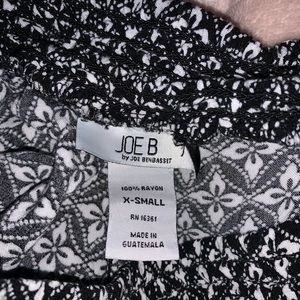 JOE B
by JOE BENBASSET
100% RAYON
X-SMALL
RN 16361
MADE IN
GUATEMALA